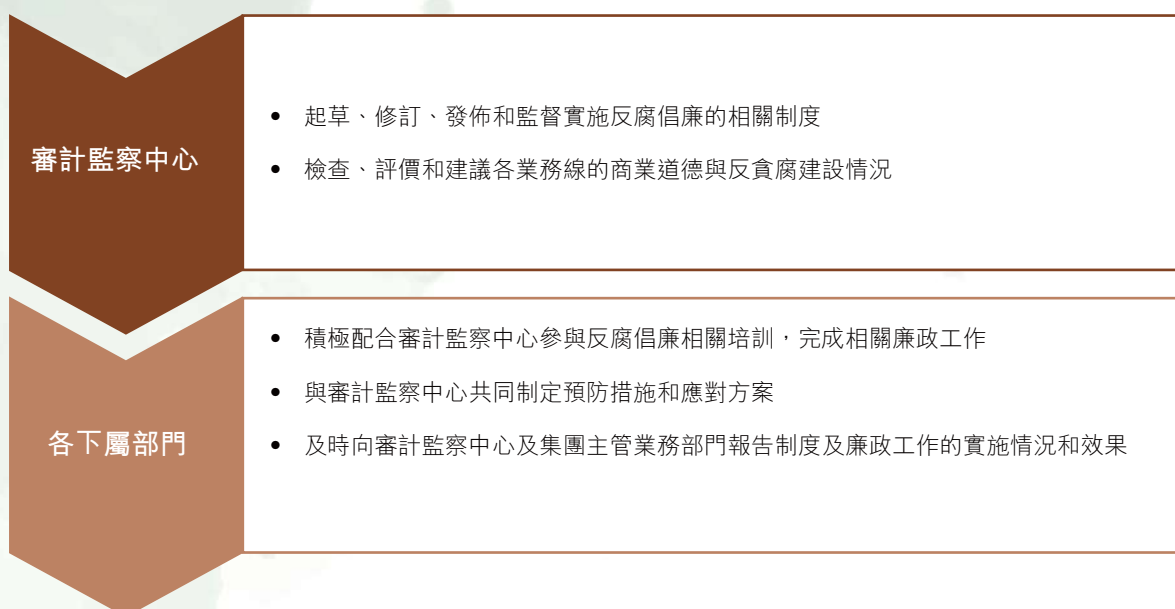 審計監察中心
• 起草、修訂、發佈和監督實施反腐倡廉的相關制度
• 檢查、評價和建議各業務線的商業道德與反貪腐建設情況
各下屬部門
• 積極配合審計監察中心參與反腐倡廉相關培訓，完成相關廉政工作
• 與審計監察中心共同制定預防措施和應對方案
• 及時向審計監察中心及集團主管業務部門報告制度及廉政工作的實施情況和效果